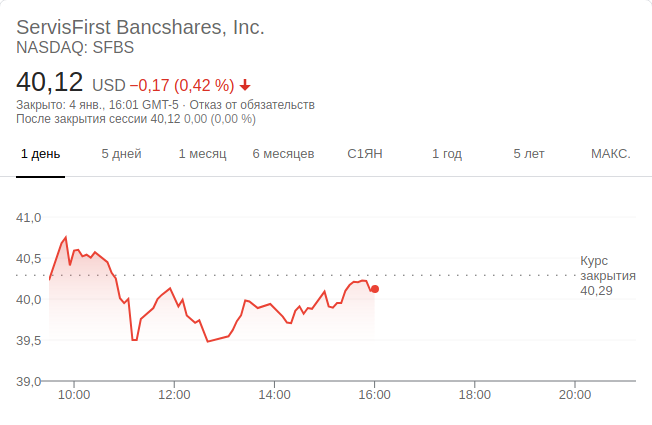 ServisFirst Bancshares, Inc.
NASDAQ: SFBS
40,12 USD −0,17 (0,42 %)
Закрыто: 4 янв., 16:01 GMT-5 · Отказ от обязательств
После закрытия сессии 40,12 0,00 (0,00 %)
1 день 5 дней 1 месяц 6 месяцев С1ЯН 1 год 5 лет МАКС.
41,0
40,5
Курс
закрытия
40,29
40,0
39,5
39,0
10:00 12:00 14:00 16:00 18:00 20:00